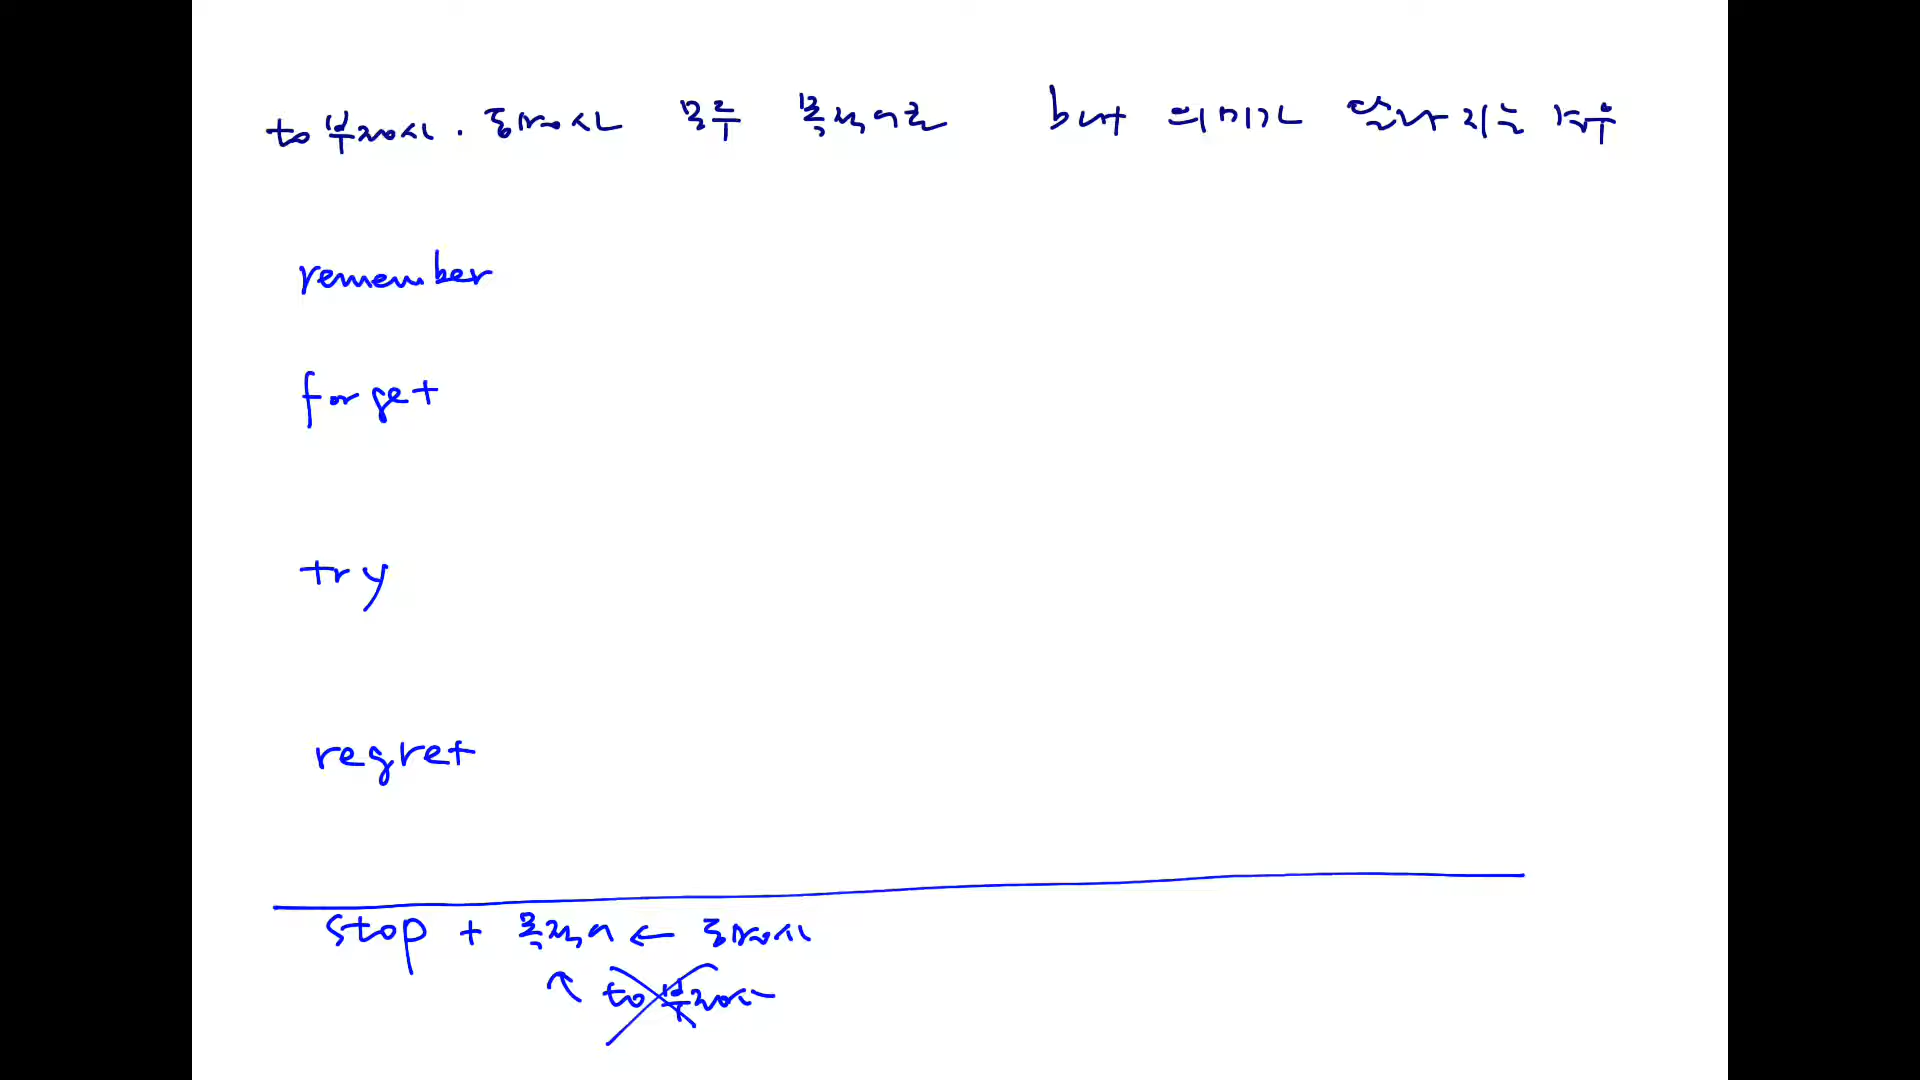 to부정사 · 동명사 모두 목적어로 but 의미가 달라지는 경우
remember
forget
try
regret
stop + 목적어 ← 동명사
↑ to부정사